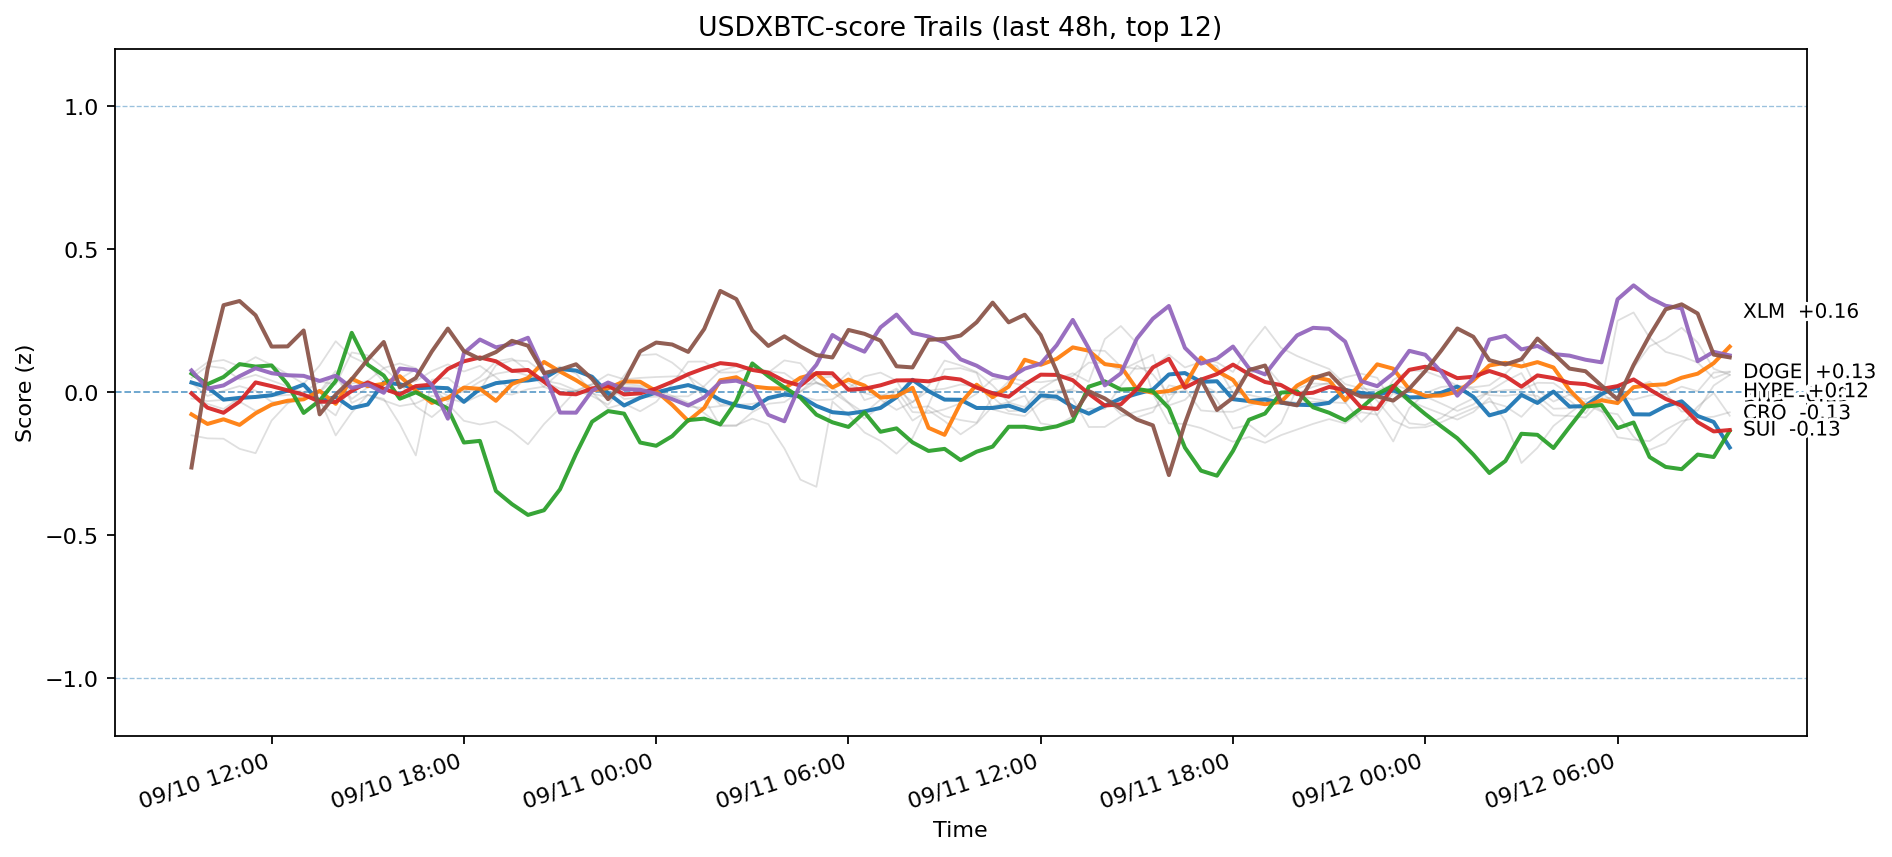 USDXBTC-score Trails (last 48h, top 12)
Score (z)
1.0
0.5
0.0
−0.5
−1.0
XLM +0.16
DOGE +0.13
HYPE +0.12
CRO -0.13
SUI -0.13
09/10 12:00
09/10 18:00
09/11 00:00
09/11 06:00
09/11 12:00
09/11 18:00
09/12 00:00
09/12 06:00
Time